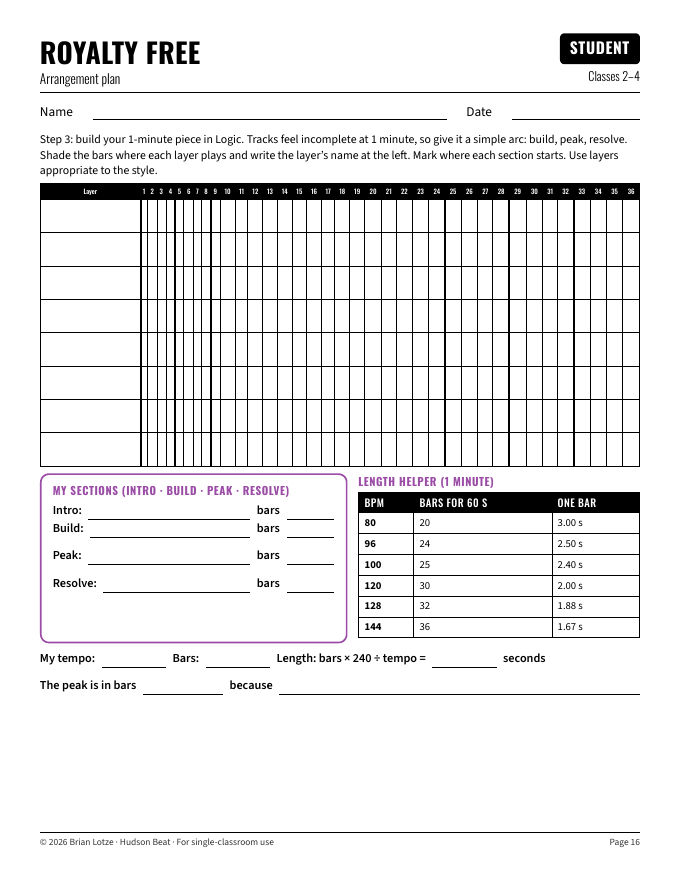 ROYALTY FREE
STUDENT
Arrangement plan
Classes 2–4
Name
Date
Step 3: build your 1-minute piece in Logic. Tracks feel incomplete at 1 minute, so give it a simple arc: build, peak, resolve.
Shade the bars where each layer plays and write the layer's name at the left. Mark where each section starts. Use layers
appropriate to the style.
Layer 1 2 3 4 5 6 7 8 9 10 11 12 13 14 15 16 17 18 19 20 21 22 23 24 25 26 27 28 29 30 31 32 33 34 35 36
MY SECTIONS (INTRO · BUILD · PEAK · RESOLVE)
Intro: bars
Build: bars
Peak: bars
Resolve: bars
LENGTH HELPER (1 MINUTE)
BPM BARS FOR 60 S ONE BAR
80 20 3.00 s
96 24 2.50 s
100 25 2.40 s
120 30 2.00 s
128 32 1.88 s
144 36 1.67 s
My tempo: Bars: Length: bars × 240 ÷ tempo = seconds
The peak is in bars because
© 2026 Brian Lotze · Hudson Beat · For single-classroom use
Page 16